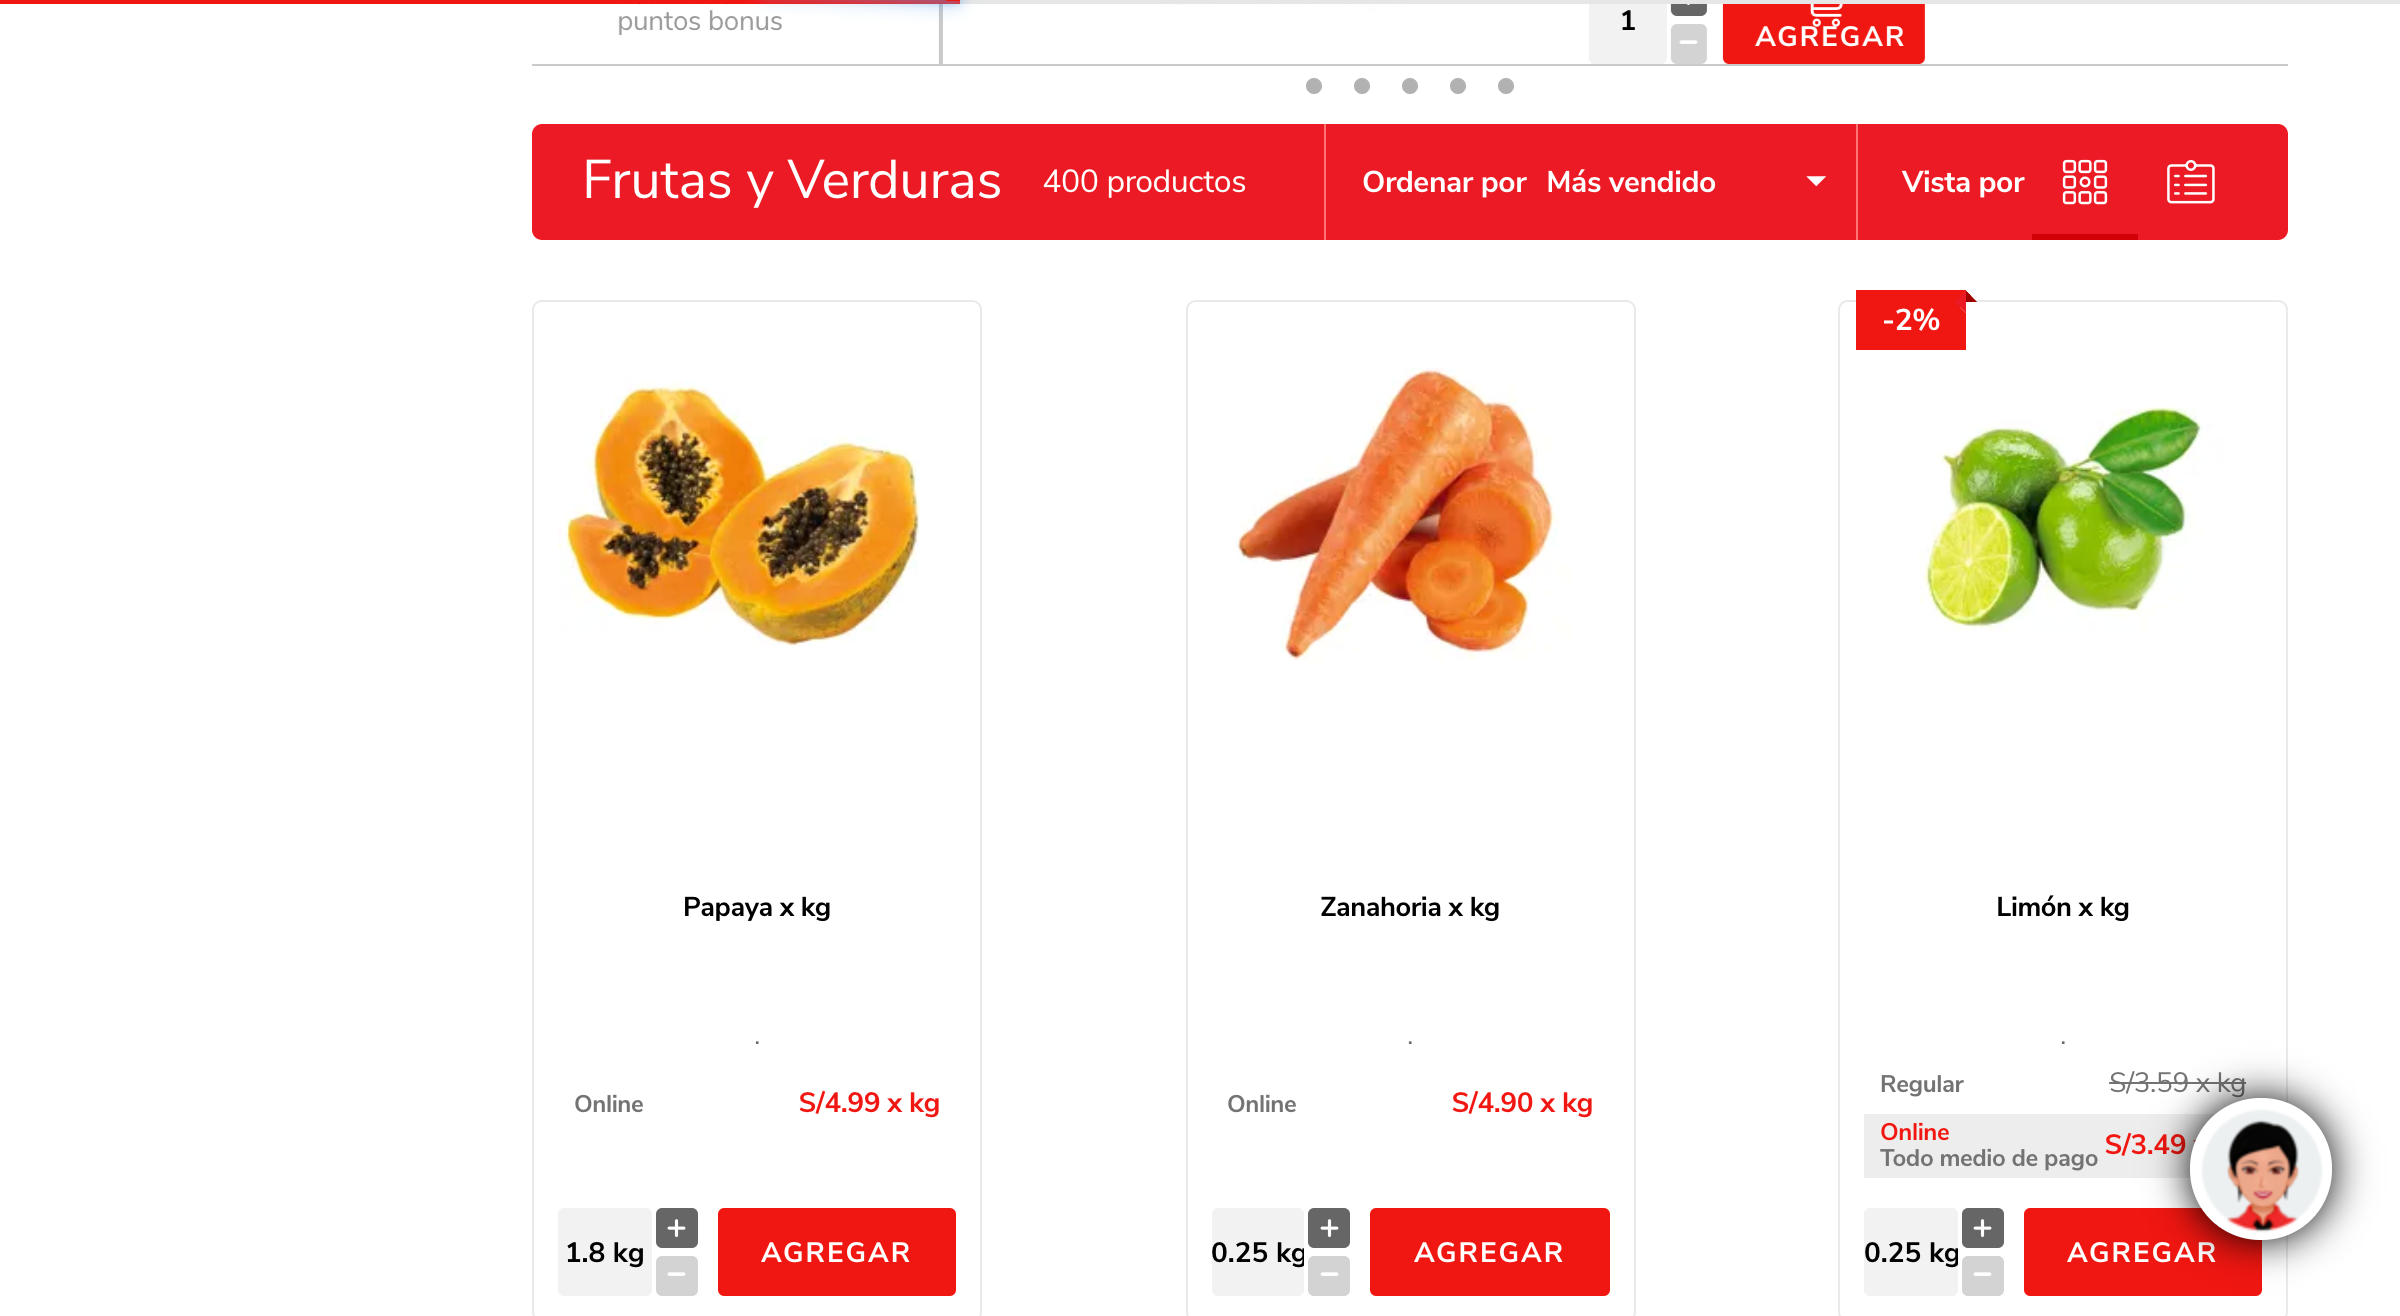 puntos bonus
1
AGREGAR
Frutas y Verduras 400 productos Ordenar por Más vendido Vista por
-2%
Papaya x kg
Zanahoria x kg
Limón x kg
.
.
.
Online S/4.99 x kg
Online S/4.90 x kg
Regular S/3.59 x kg
Online
Todo medio de pago S/3.49
1.8 kg + - AGREGAR
0.25 kg + - AGREGAR
0.25 kg + - AGREGAR